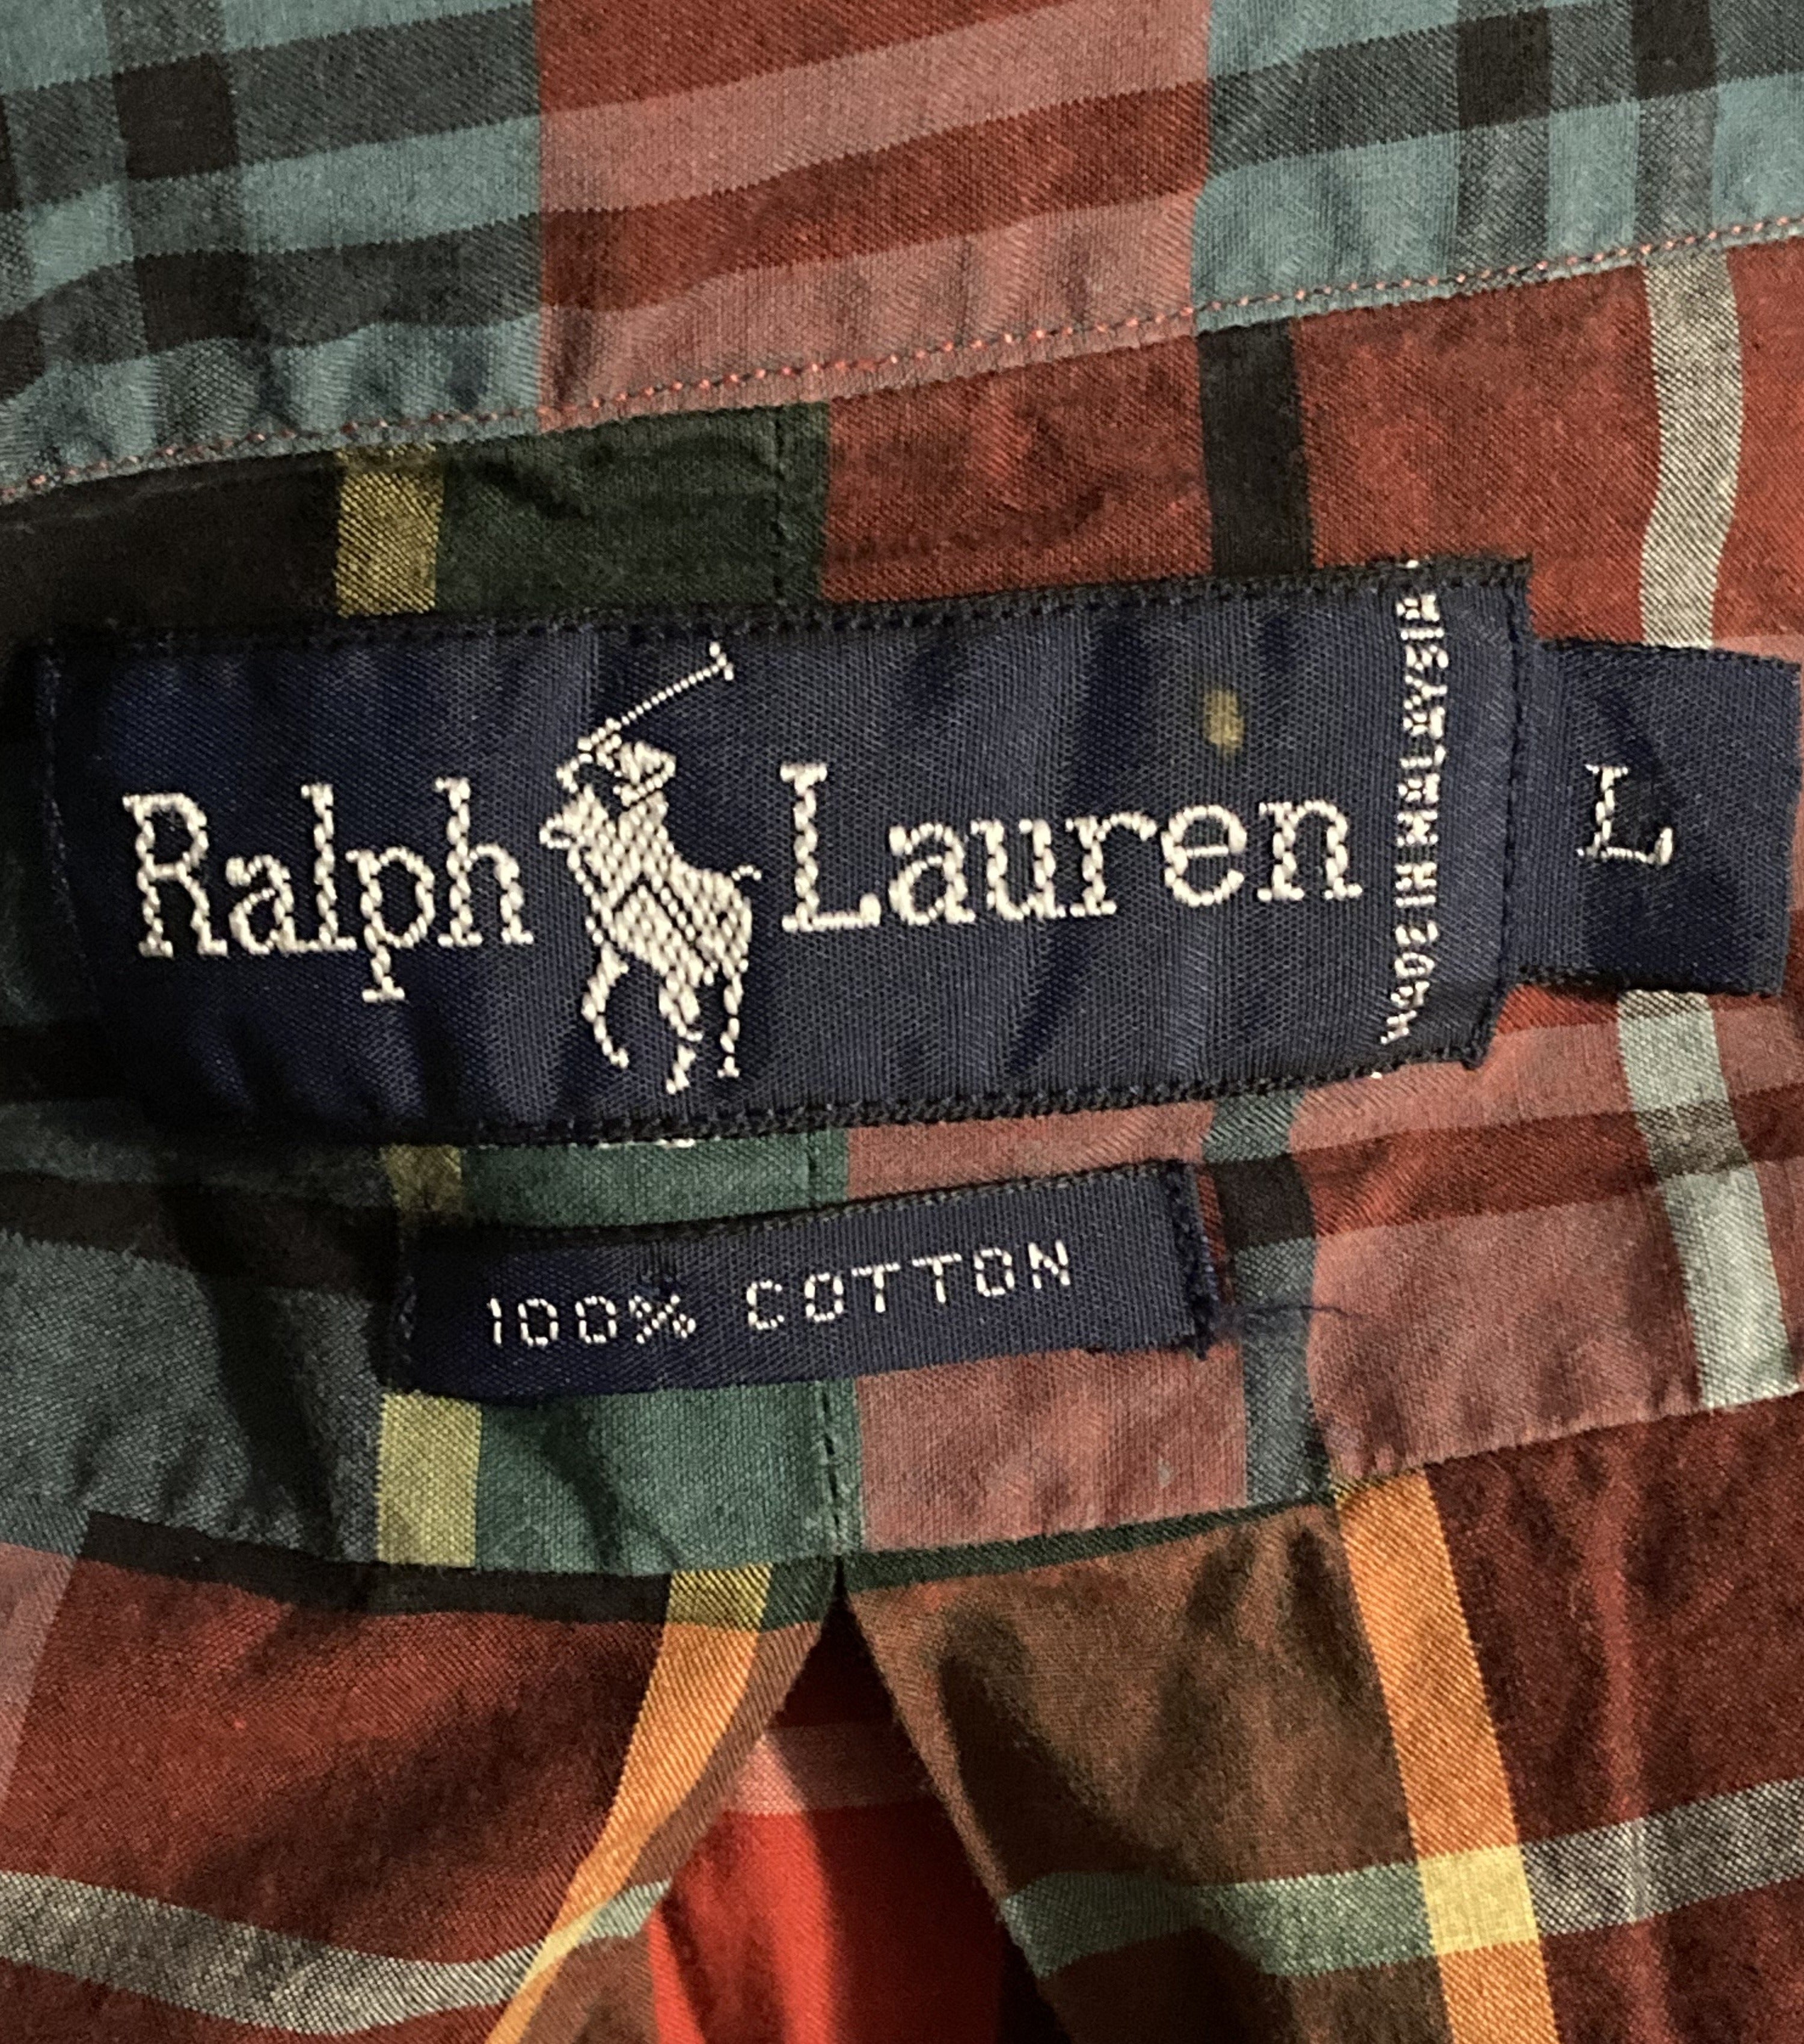 Ralph Lauren
MADE IN MALAYSIA
L
100% COTTON